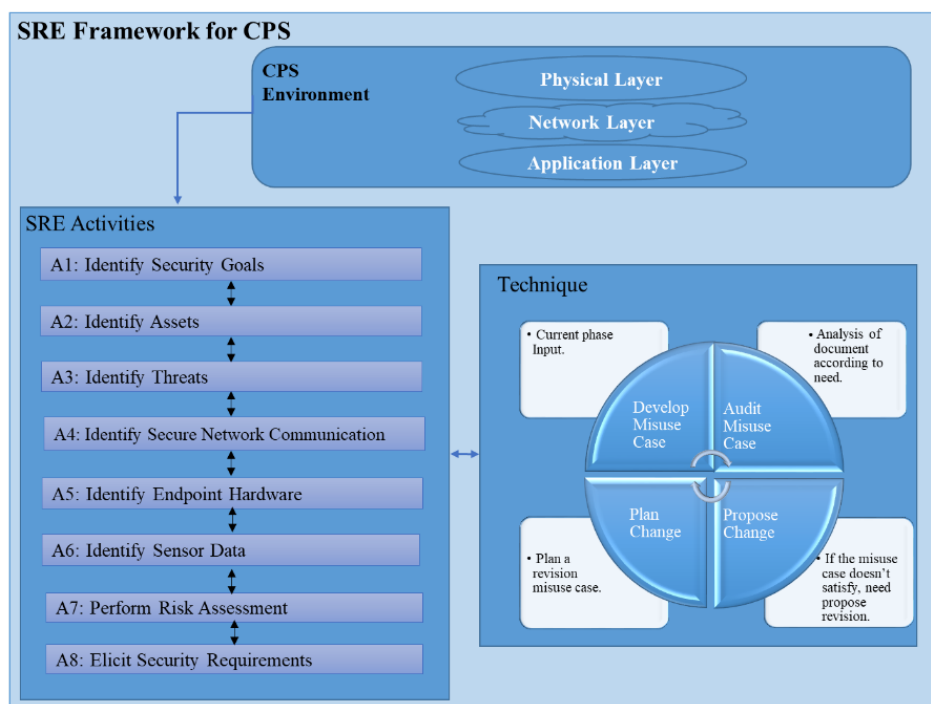 SRE Framework for CPS
CPS
Environment
Physical Layer
Network Layer
Application Layer
SRE Activities
A1: Identify Security Goals
A2: Identify Assets
A3: Identify Threats
A4: Identify Secure Network Communication
A5: Identify Endpoint Hardware
A6: Identify Sensor Data
A7: Perform Risk Assessment
A8: Elicit Security Requirements
Technique
• Current phase
Input.
• Analysis of
document
according to
need.
Develop
Misuse
Case
Audit
Misuse
Case
Plan
Change
Propose
Change
• Plan a
revision
misuse case.
• If the misuse
case doesn't
satisfy, need
propose
revision.